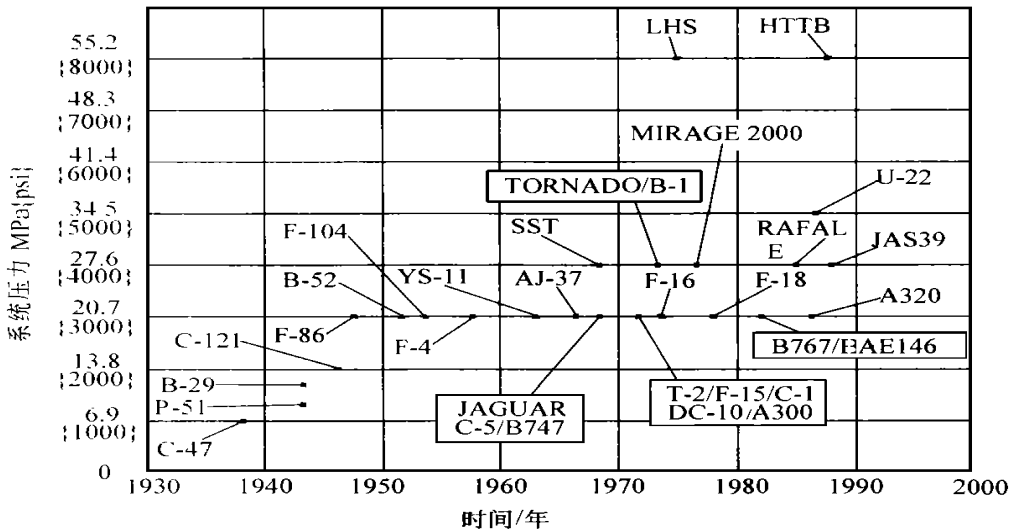 55.2
{8000}
48.3
{7000}
41.4
{6000}
34.5
{5000}
27.6
{4000}
20.7
{3000}
13.8
{2000}
6.9
{1000}
0
系统压力 MPa{psi}
LHS
HTTB
MIRAGE 2000
TORNADO/B-1
U-22
F-104
SST
RAFAL
E
JAS39
B-52
YS-11
AJ-37
F-16
F-18
A320
F-86
C-121
F-4
B767/BAE146
B-29
P-51
C-47
JAGUAR
C-5/B747
T-2/F-15/C-1
DC-10/A300
1930
1940
1950
1960
1970
1980
1990
2000
时间/年